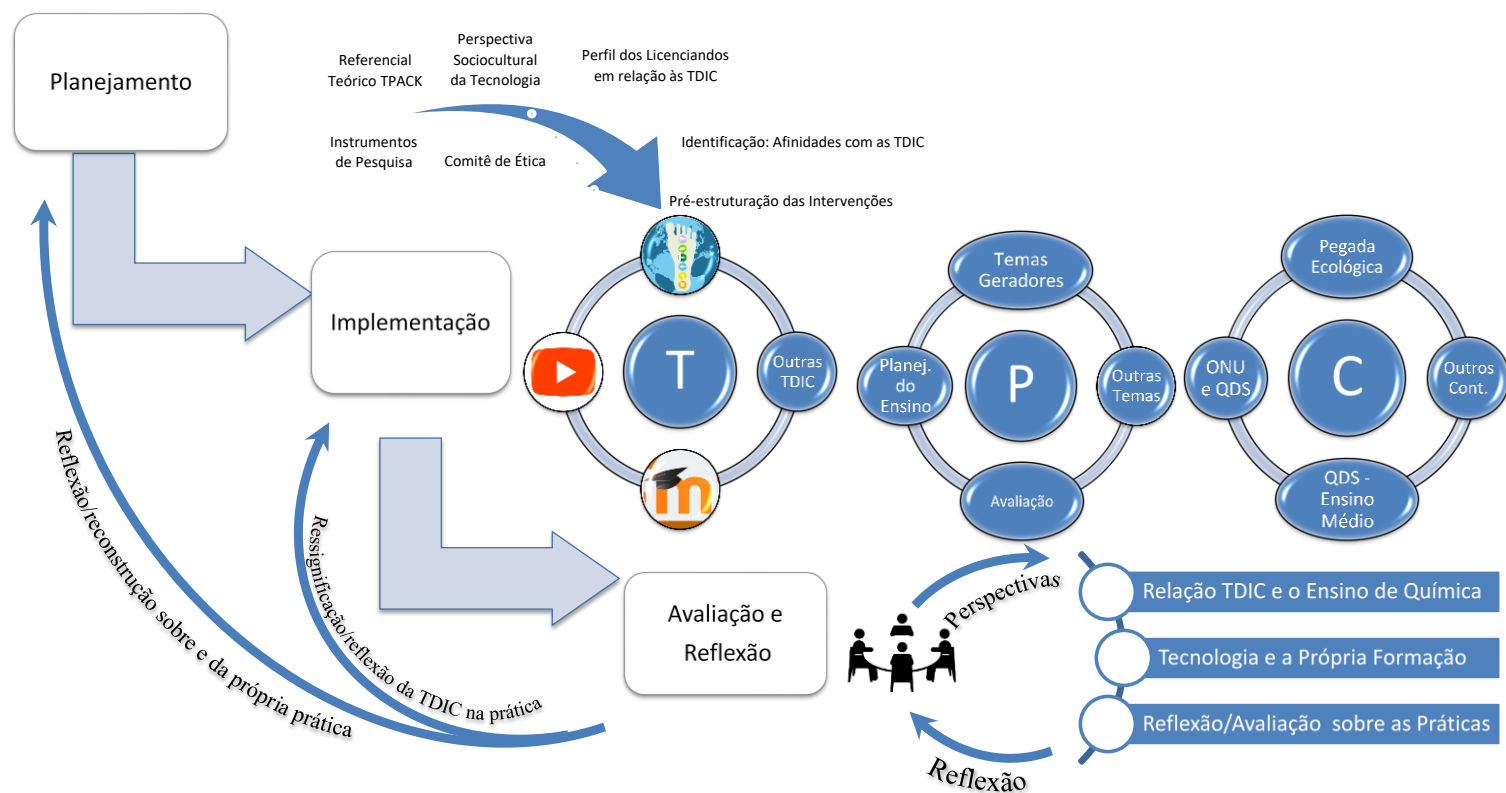 Planejamento
Referencial
Teórico TPACK
Perspectiva
Sociocultural
da Tecnologia
Perfil dos Licenciandos
em relação às TDIC
Instrumentos
de Pesquisa
Comitê de Ética
Identificação: Afinidades com as TDIC
Pré-estruturação das Intervenções
Implementação
T
Outras
TDIC
m
Temas
Geradores
Planej.
do
Ensino
P
Outras
Temas
Avaliação
Pegada
Ecológica
ONU
e QDS
C
Outros
Cont.
QDS -
Ensino
Médio
Avaliação e
Reflexão
Reflexão/reconstrução sobre e da própria prática
Ressignificação/reflexão da TDIC na prática
Perspectivas
Relação TDIC e o Ensino de Química
Tecnologia e a Própria Formação
Reflexão/Avaliação sobre as Práticas
Reflexão